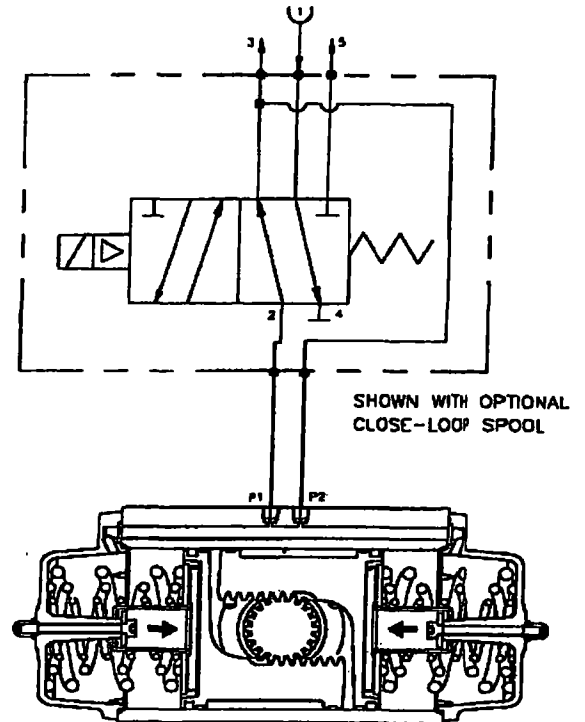 1
3 5
2 4
SHOWN WITH OPTIONAL
CLOSE-LOOP SPOOL
P1 P2